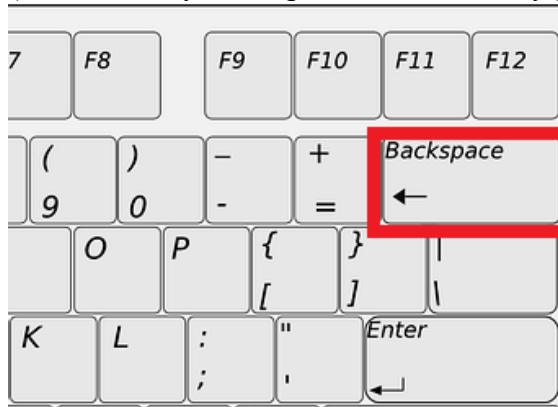 7 F8 F9 F10 F11 F12
( ) _ + Backspace
9 0 - = ←
O P { } |
[ ] \
K L : " Enter
; '